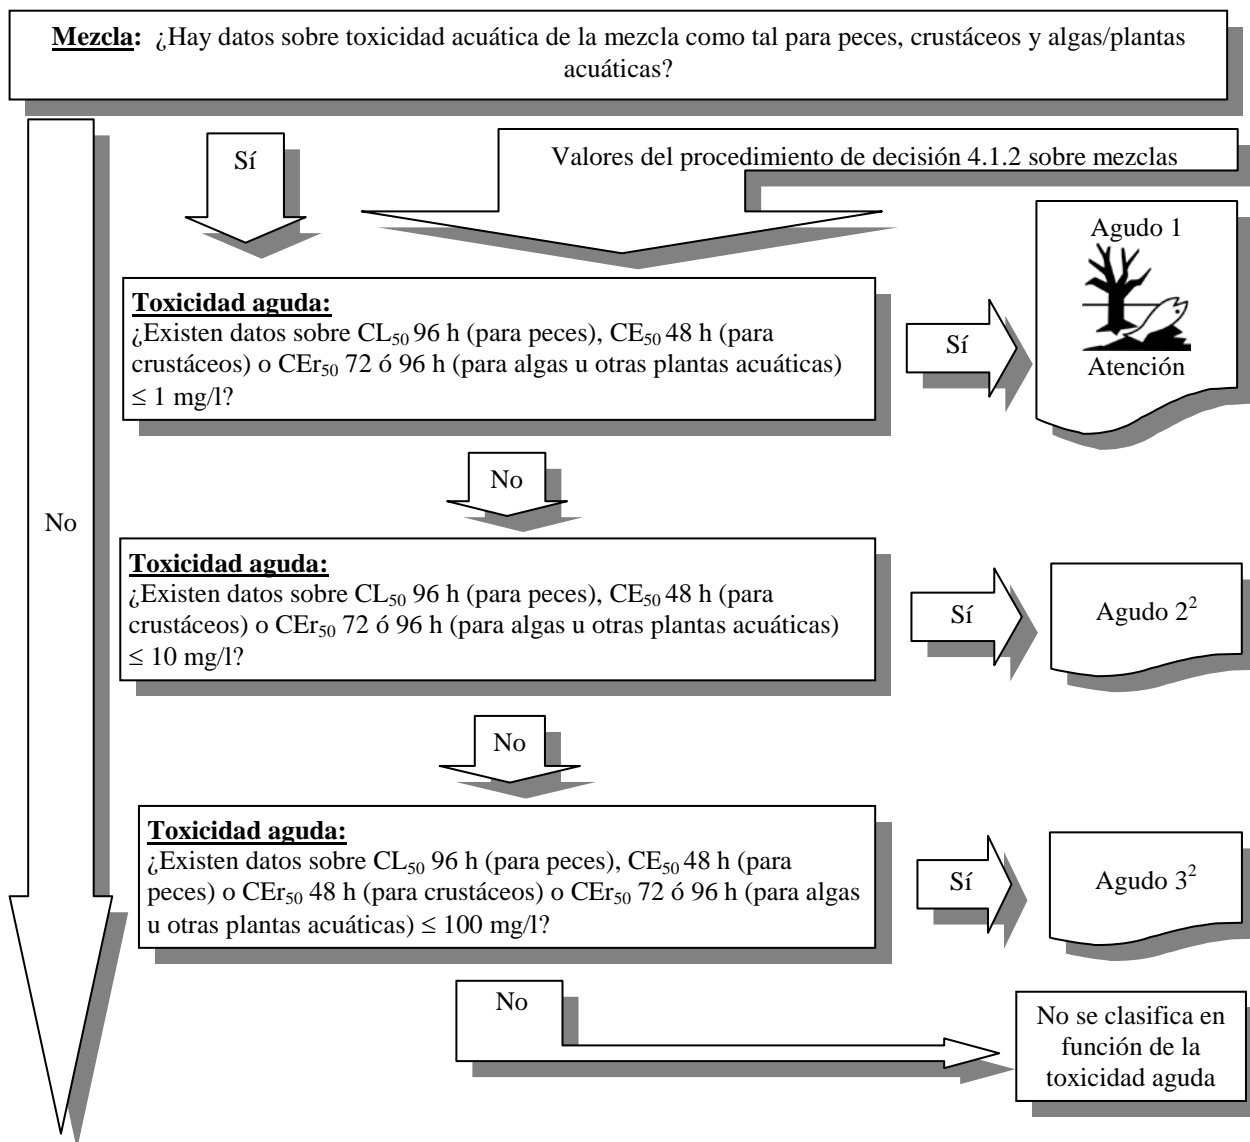 Mezcla: ¿Hay datos sobre toxicidad acuática de la mezcla como tal para peces, crustáceos y algas/plantas
acuáticas?
Sí
Valores del procedimiento de decisión 4.1.2 sobre mezclas
Agudo 1
Atención
Toxicidad aguda:
¿Existen datos sobre CL50 96 h (para peces), CE50 48 h (para
crustáceos) o CEr50 72 ó 96 h (para algas u otras plantas acuáticas)
≤ 1 mg/l?
Sí
No
No
Toxicidad aguda:
¿Existen datos sobre CL50 96 h (para peces), CE50 48 h (para
crustáceos) o CEr50 72 ó 96 h (para algas u otras plantas acuáticas)
≤ 10 mg/l?
Sí
Agudo 2²
No
Toxicidad aguda:
¿Existen datos sobre CL50 96 h (para peces), CE50 48 h (para
peces) o CEr50 48 h (para crustáceos) o CEr50 72 ó 96 h (para algas
u otras plantas acuáticas) ≤ 100 mg/l?
Sí
Agudo 3²
No
No se clasifica en
función de la
toxicidad aguda